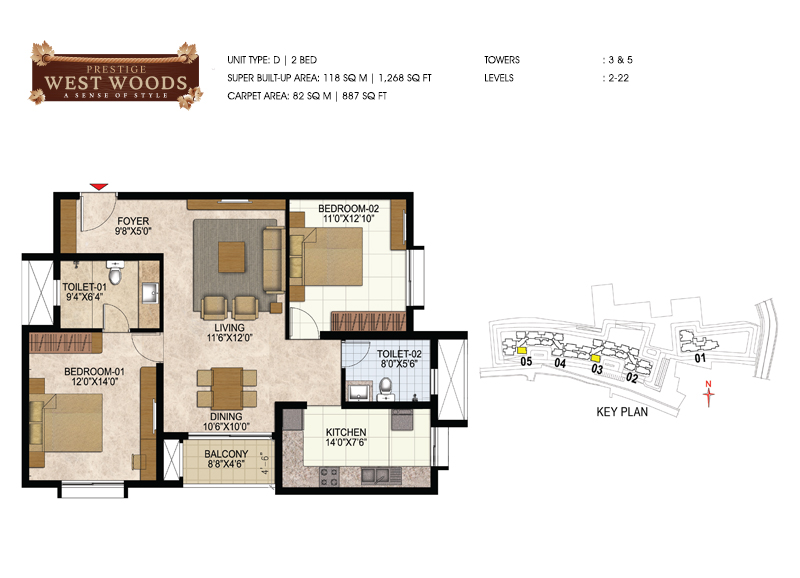 PRESTIGE
WEST WOODS
A SENSE OF STYLE
UNIT TYPE: D | 2 BED
SUPER BUILT-UP AREA: 118 SQ M | 1,268 SQ FT
CARPET AREA: 82 SQ M | 887 SQ FT
TOWERS : 3 & 5
LEVELS : 2-22
FOYER
9'8"X5'0"
BEDROOM-02
11'0"X12'10"
TOILET-01
9'4"X6'4"
LIVING
11'6"X12'0"
BEDROOM-01
12'0"X14'0"
TOILET-02
8'0"X5'6"
DINING
10'6"X10'0"
KITCHEN
14'0"X7'6"
BALCONY
8'8"X4'6"
4'-6"
05
04
03
02
01
KEY PLAN
N